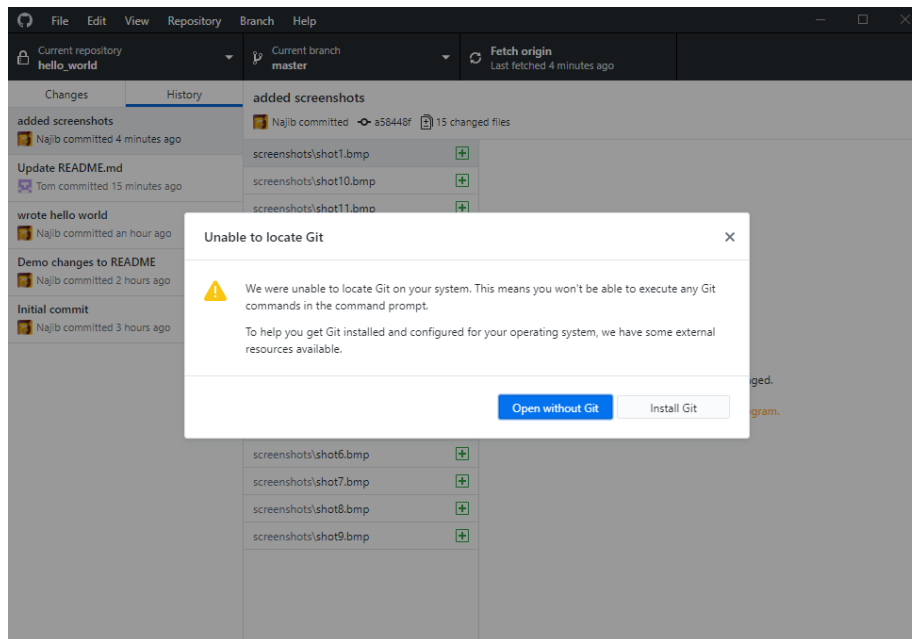 File Edit View Repository Branch Help
Current repository
hello_world
Current branch
master
Fetch origin
Last fetched 4 minutes ago
Changes History
added screenshots
Najib committed 4 minutes ago
Update README.md
Tom committed 15 minutes ago
wrote hello world
Najib committed an hour ago
Demo changes to README
Najib committed 2 hours ago
Initial commit
Najib committed 3 hours ago
added screenshots
Najib committed a58448f 15 changed files
screenshots\shot1.bmp
screenshots\shot10.bmp
screenshots\shot11.bmp
Unable to locate Git
We were unable to locate Git on your system. This means you won't be able to execute any Git
commands in the command prompt.
To help you get Git installed and configured for your operating system, we have some external
resources available.
Open without Git Install Git
screenshots\shot6.bmp
screenshots\shot7.bmp
screenshots\shot8.bmp
screenshots\shot9.bmp